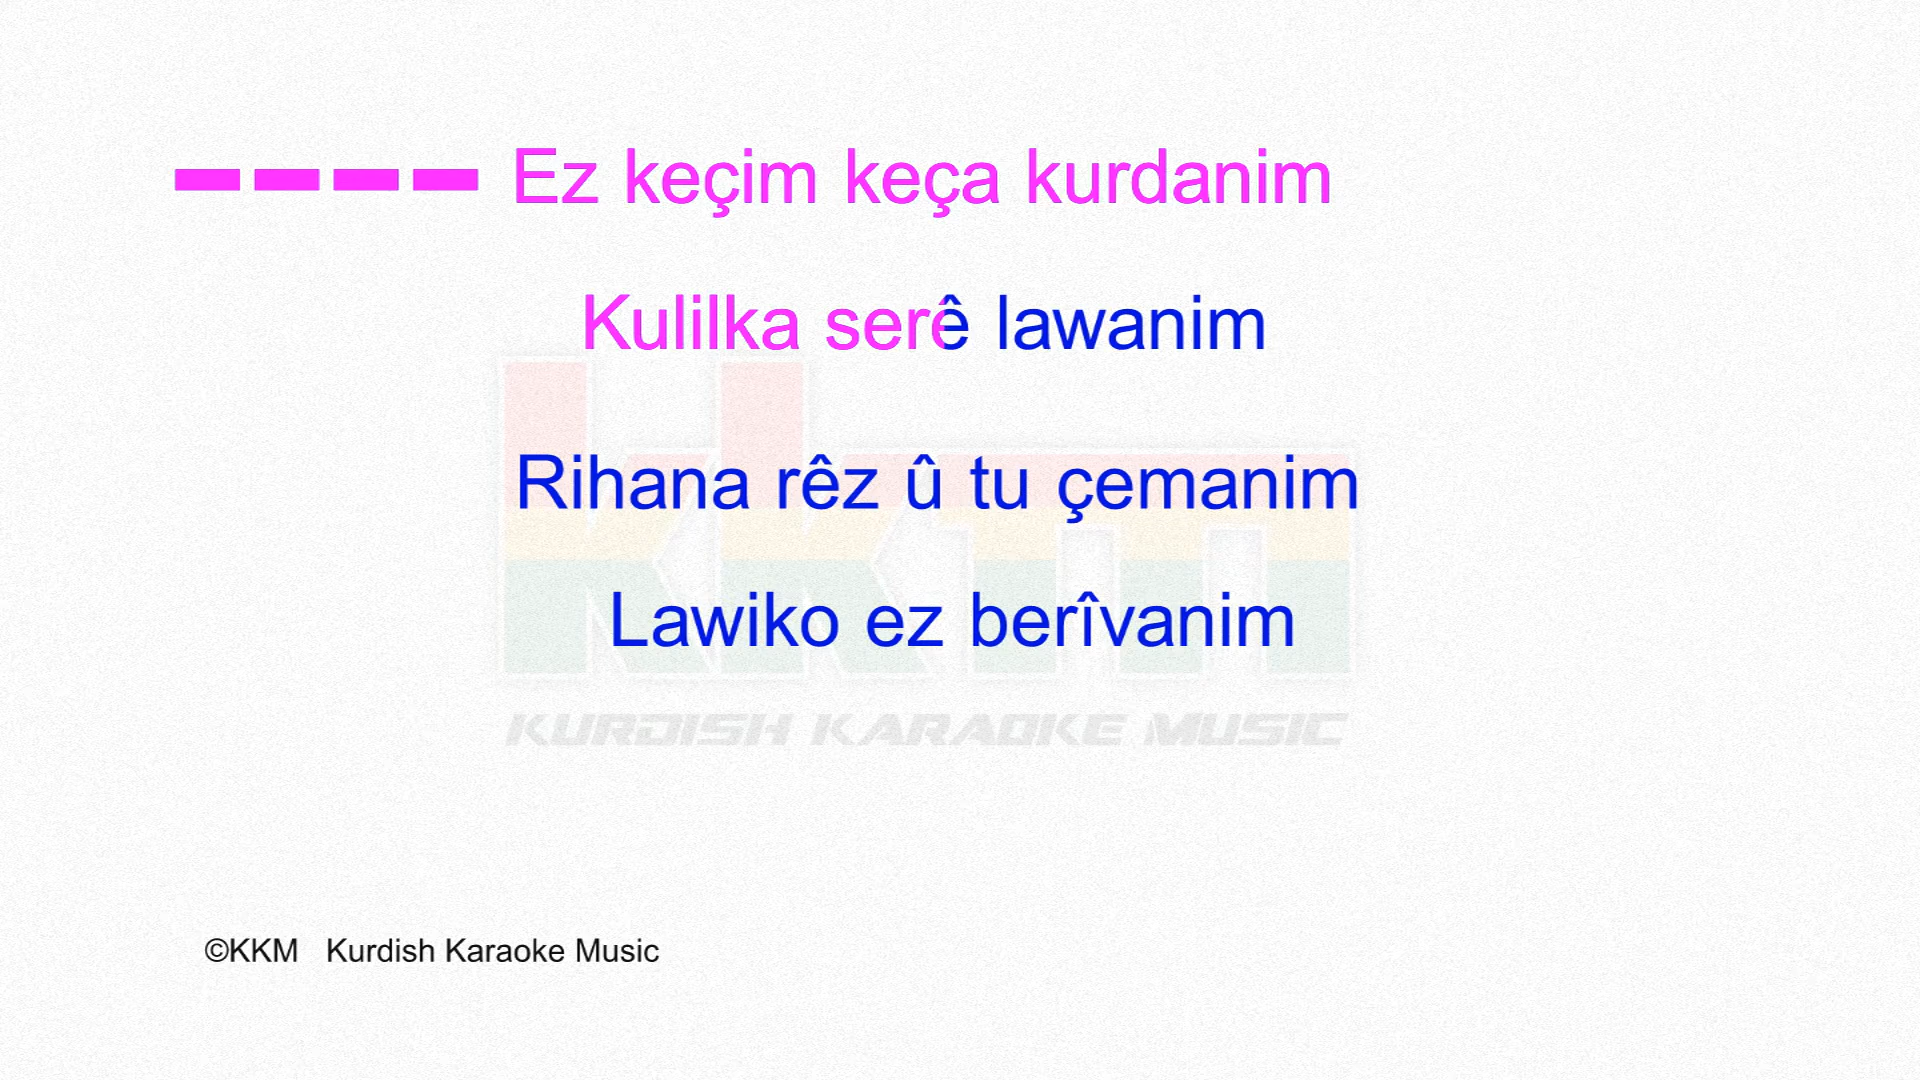 Ez keçim keça kurdanim
Kulilka serê lawanim
Rihana rêz û tu çemanim
Lawiko ez berîvanim
kkm
KURDISH KARAOKE MUSIC
©KKM Kurdish Karaoke Music